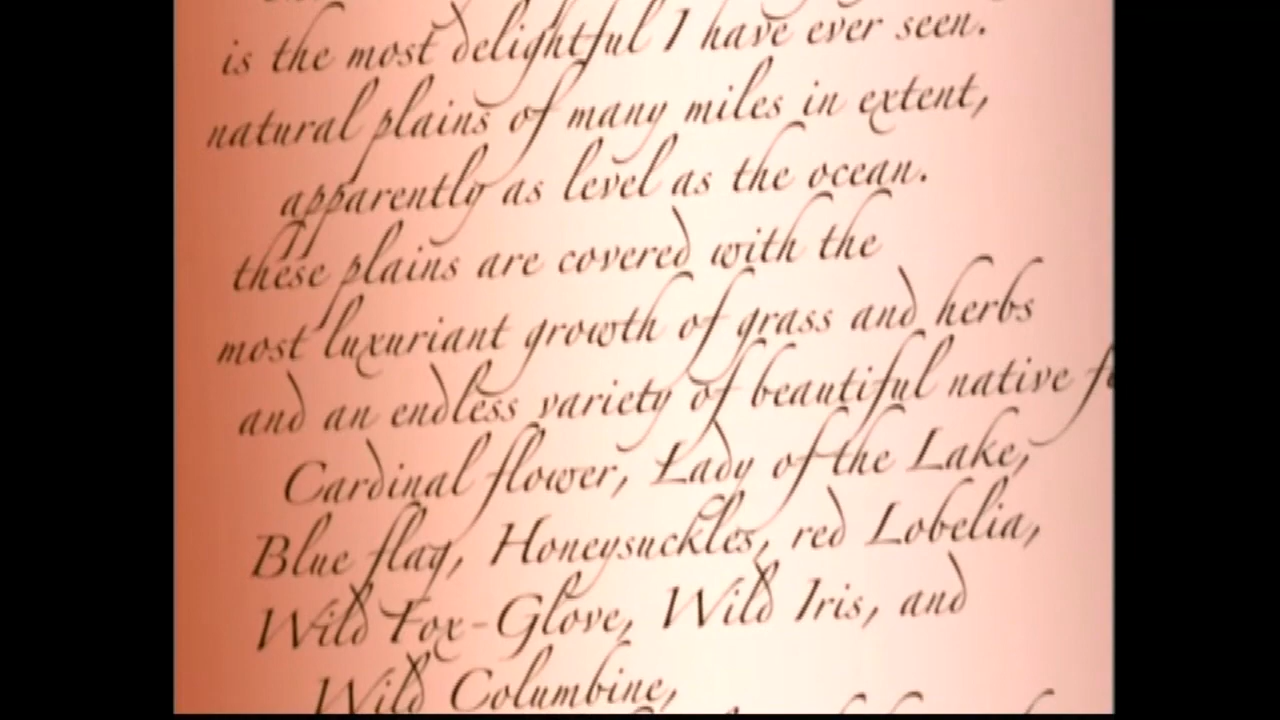 is the most delightful I have ever seen.
natural plains of many miles in extent,
apparently as level as the ocean.
these plains are covered with the
most luxuriant growth of grass and herbs
and an endless variety of beautiful native
Cardinal flower, Lady of the Lake,
Blue flag, Honeysuckles, red Lobelia,
Wild Fox-Glove, Wild Iris, and
Wild Columbine,